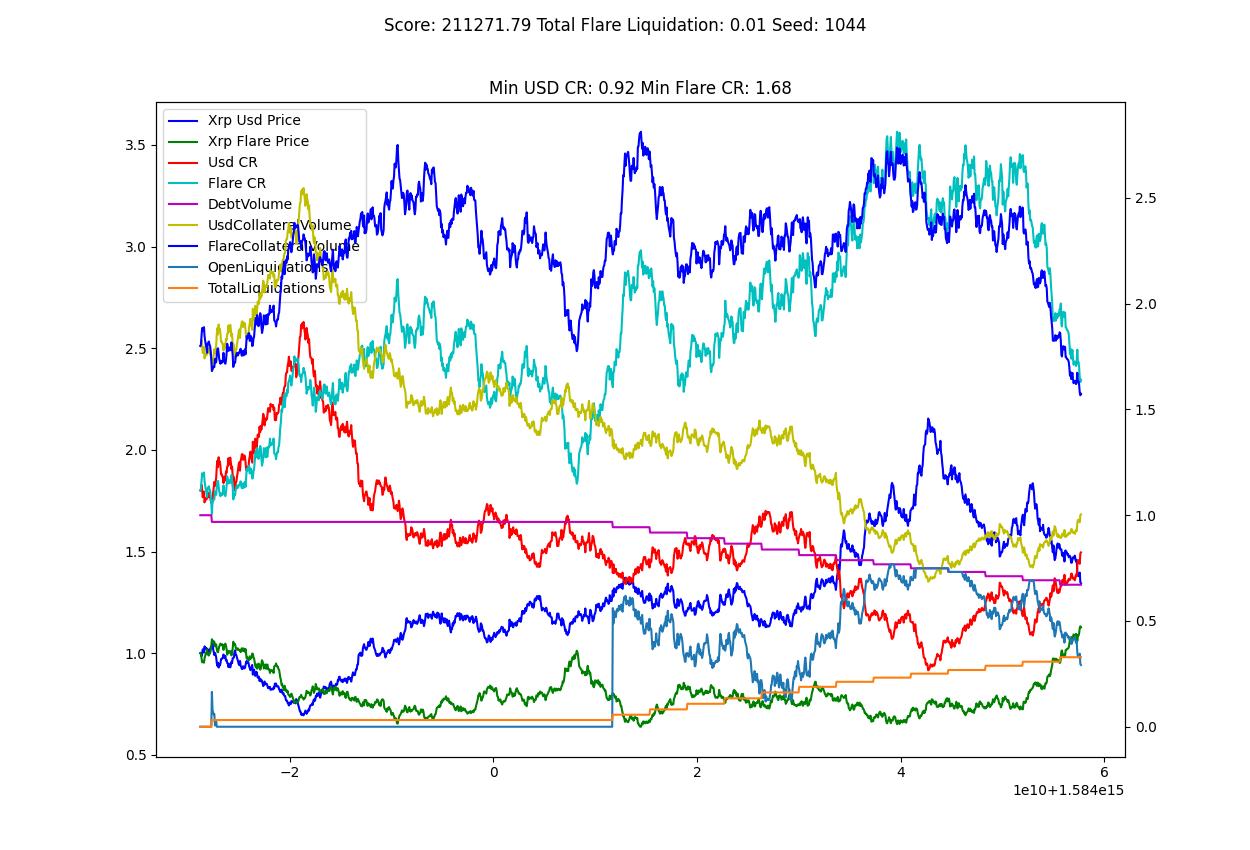 Score: 211271.79 Total Flare Liquidation: 0.01 Seed: 1044
Min USD CR: 0.92 Min Flare CR: 1.68
Xrp Usd Price
Xrp Flare Price
Usd CR
Flare CR
DebtVolume
UsdCollateralVolume
FlareCollateralVolume
OpenLiquidations
TotalLiquidations
3.5
3.0
2.5
2.0
1.5
1.0
0.5
2.5
2.0
1.5
1.0
0.5
0.0
−2 0 2 4 6
1e10+1.584e15